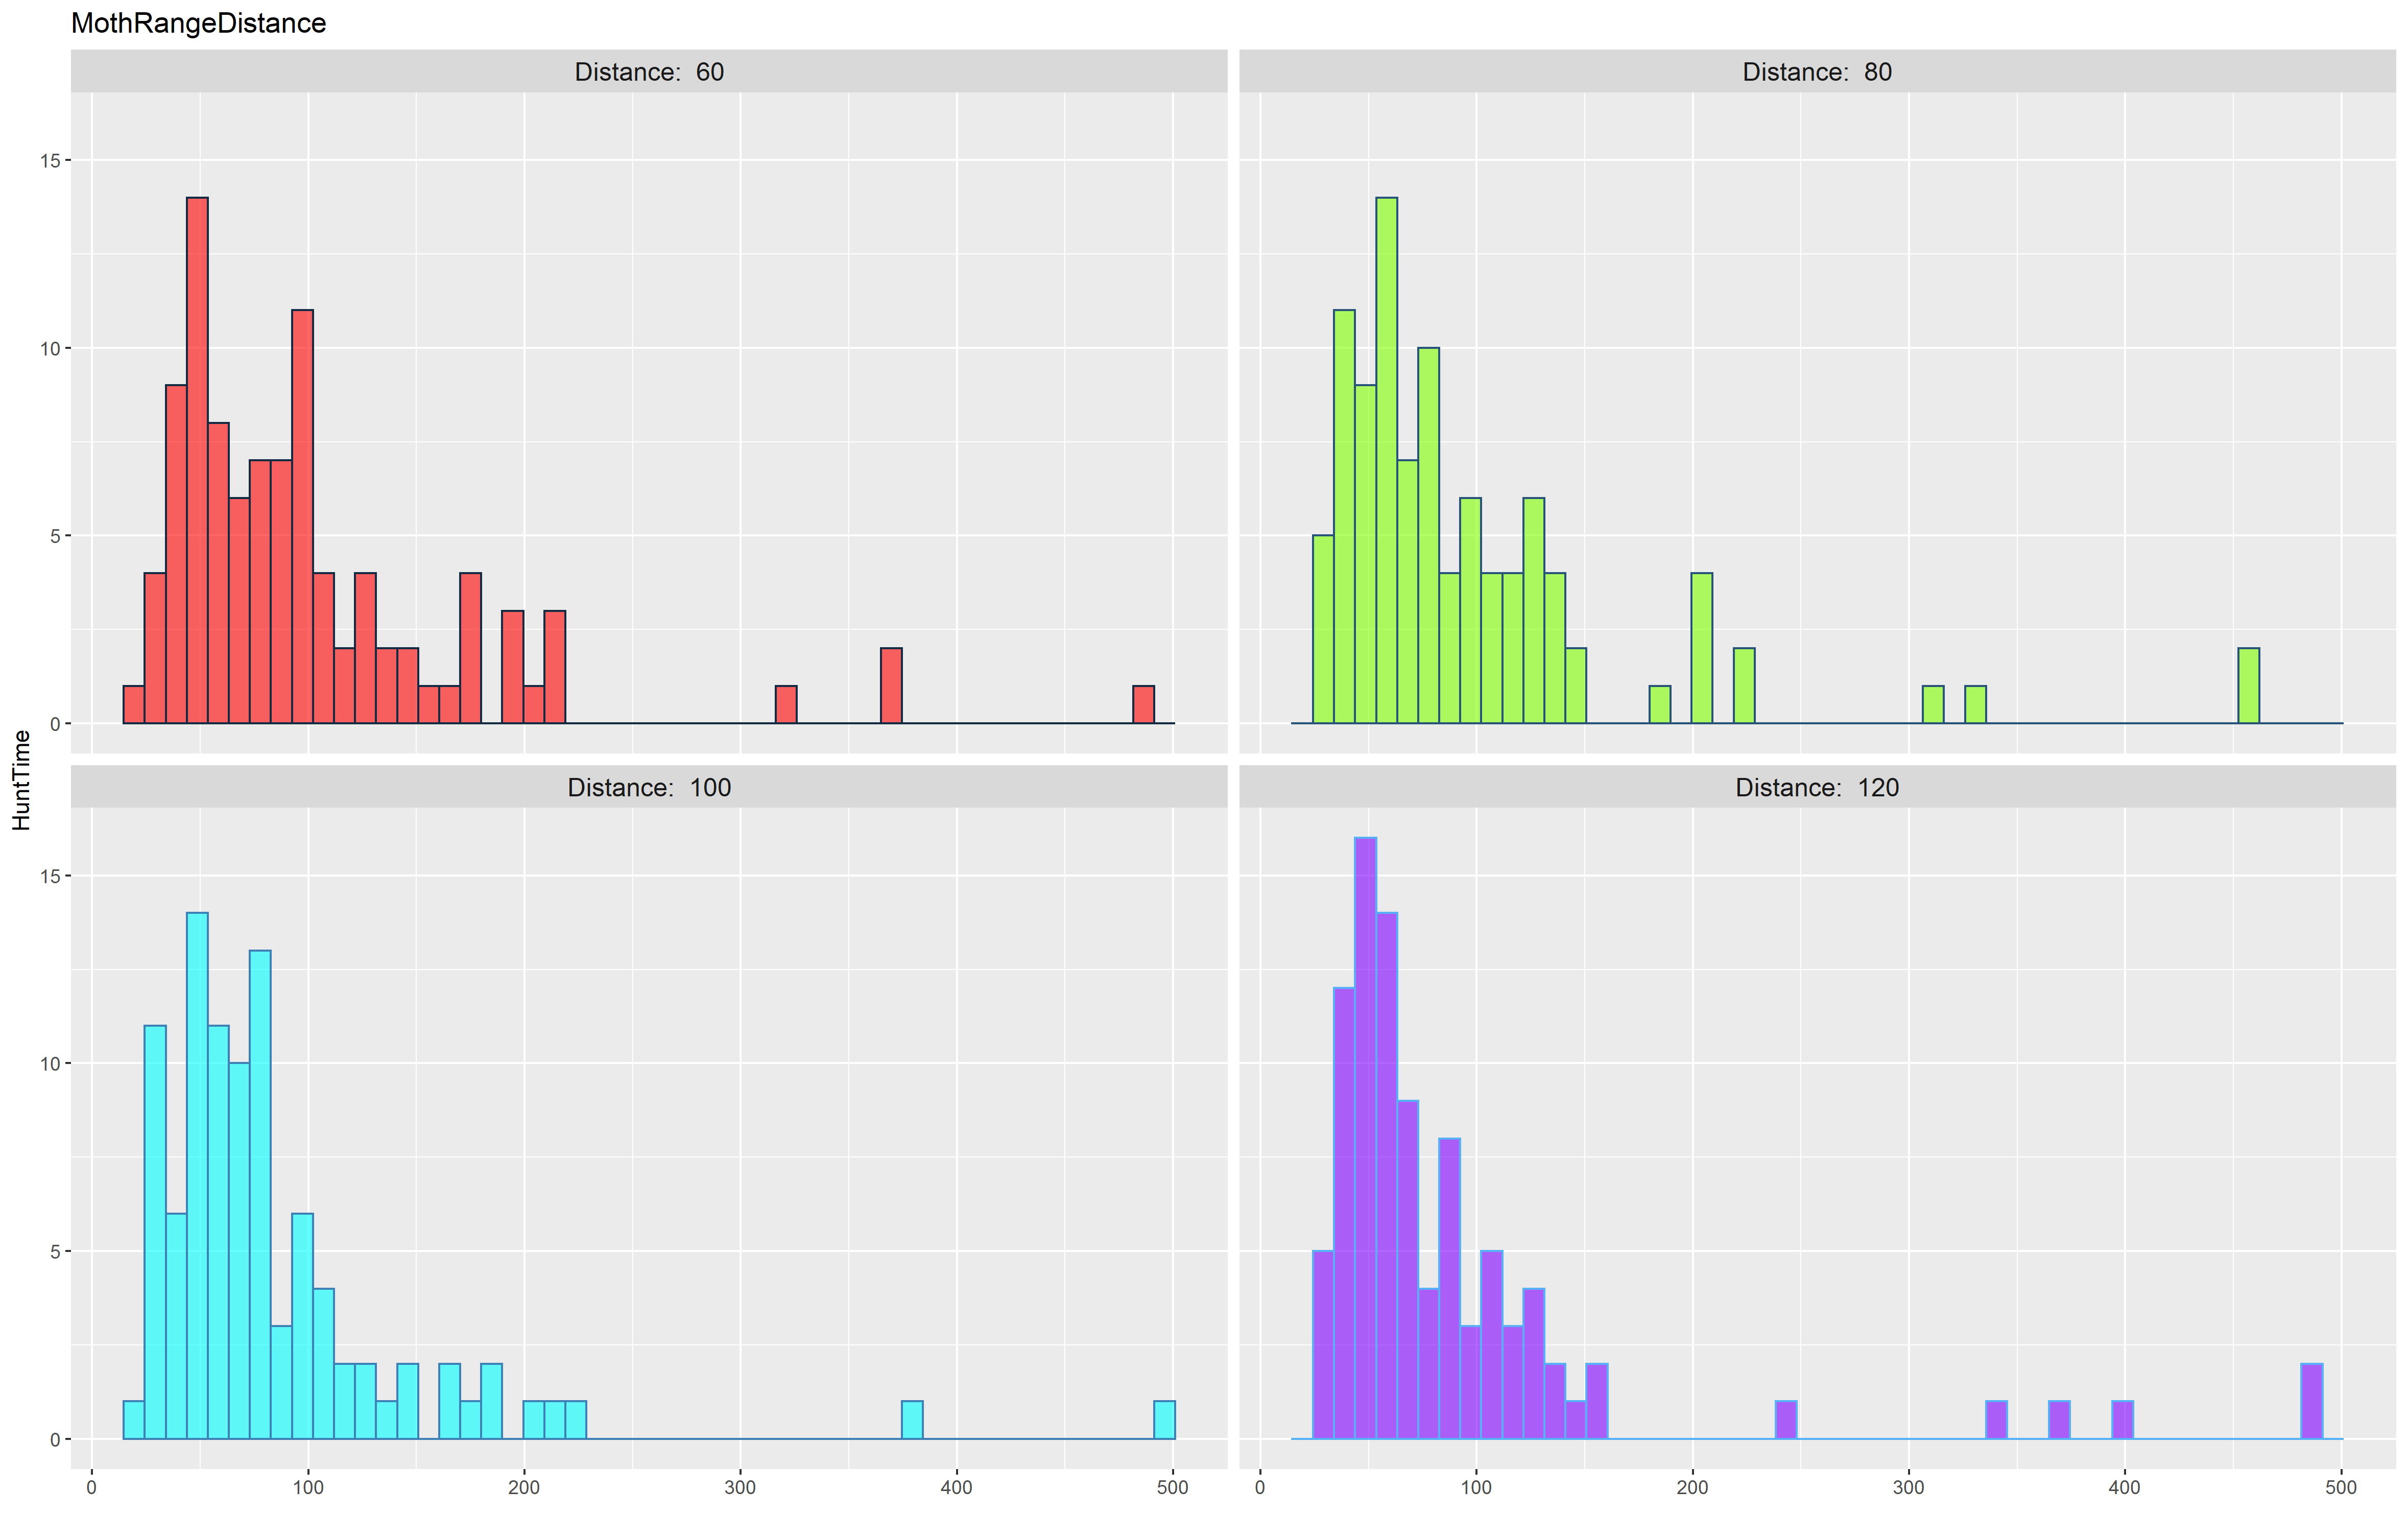 MothRangeDistance
Distance: 60
Distance: 80
15
10
5
0
HuntTime
Distance: 100
Distance: 120
15
10
5
0
0 100 200 300 400 500
0 100 200 300 400 500